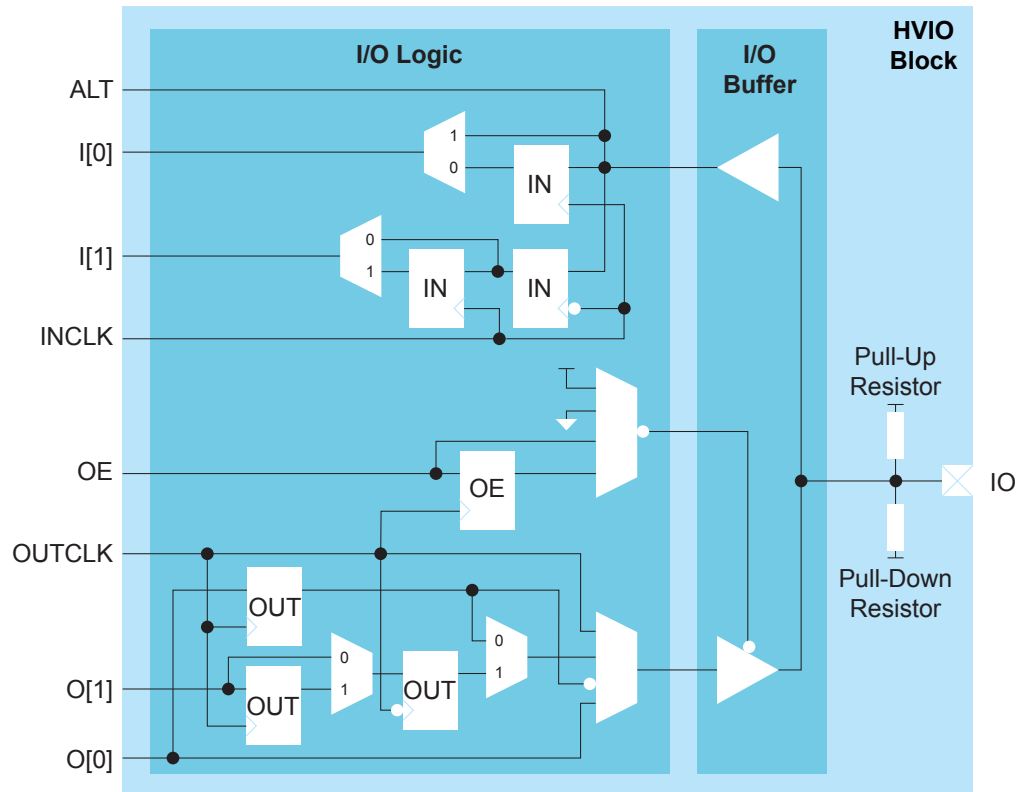 HVIO
Block
I/O Logic
I/O
Buffer
ALT
I[0]
1
0
IN
I[1]
0
1
IN
IN
INCLK
Pull-Up
Resistor
OE
OE
IO
OUTCLK
Pull-Down
Resistor
OUT
0
1
0
1
O[1]
OUT
OUT
O[0]